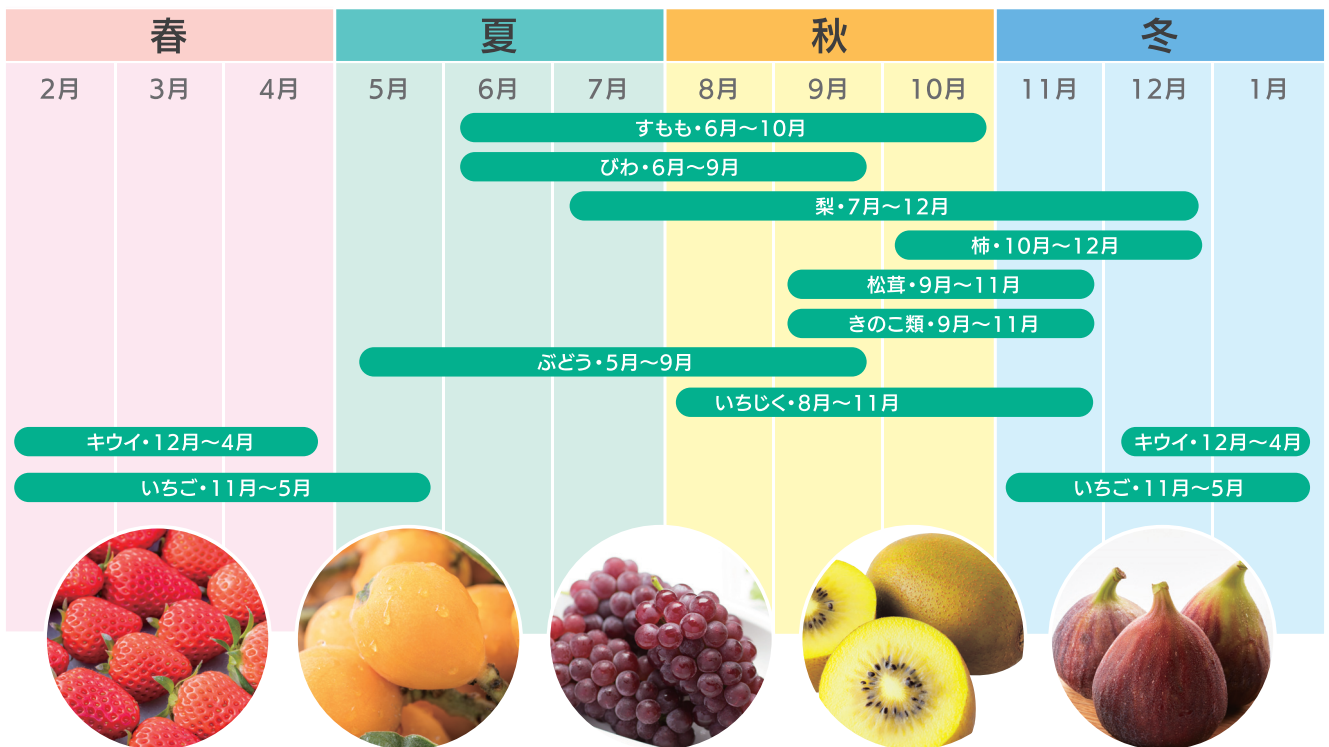 春 夏 秋 冬
2月 3月 4月 5月 6月 7月 8月 9月 10月 11月 12月 1月
すもも・6月〜10月
びわ・6月〜9月
梨・7月〜12月
柿・10月〜12月
松茸・9月〜11月
きのこ類・9月〜11月
ぶどう・5月〜9月
いちじく・8月〜11月
キウイ・12月〜4月 キウイ・12月〜4月
いちご・11月〜5月 いちご・11月〜5月